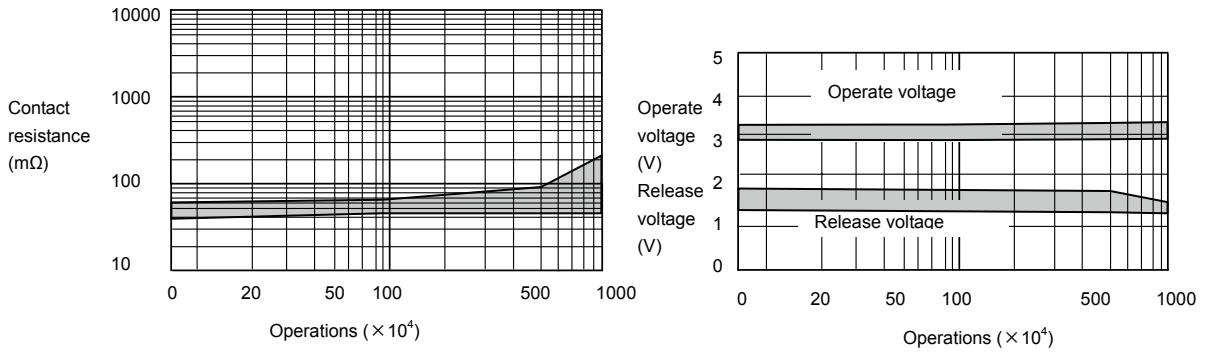 10000
1000
100
10
Contact
resistance
(mΩ)
0 20 50 100 500 1000
Operations (×10⁴)
5
4
3
2
1
0
Operate
voltage
(V)
Release
voltage
(V)
Operate voltage
Release voltage
0 20 50 100 500 1000
Operations (×10⁴)